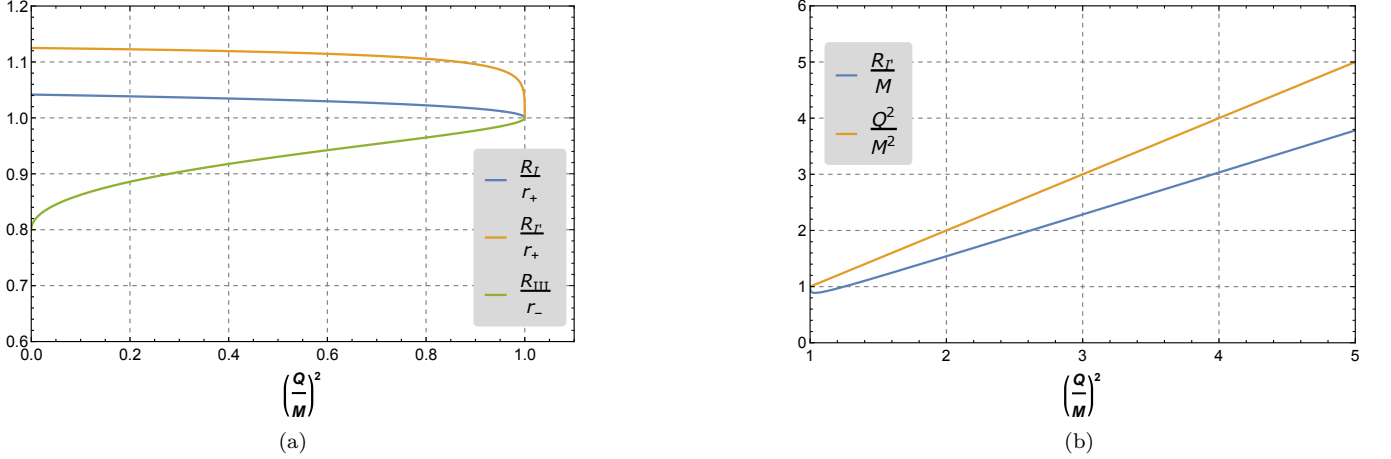 1.2
1.1
1.0
0.9
0.8
0.7
0.6
0.0 0.2 0.4 0.6 0.8 1.0
R_I / r_+
R_I' / r_+
R_III / r_-
(Q/M)^2
(a)
6
5
4
3
2
1
0
1 2 3 4 5
R_I' / M
Q^2 / M^2
(Q/M)^2
(b)